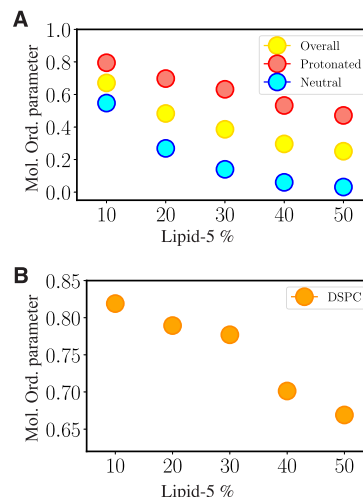 A
1.0
0.8
0.6
0.4
0.2
0.0
Mol. Ord. parameter
Overall
Protonated
Neutral
10 20 30 40 50
Lipid-5 %
B
0.85
0.80
0.75
0.70
0.65
Mol. Ord. parameter
DSPC
10 20 30 40 50
Lipid-5 %